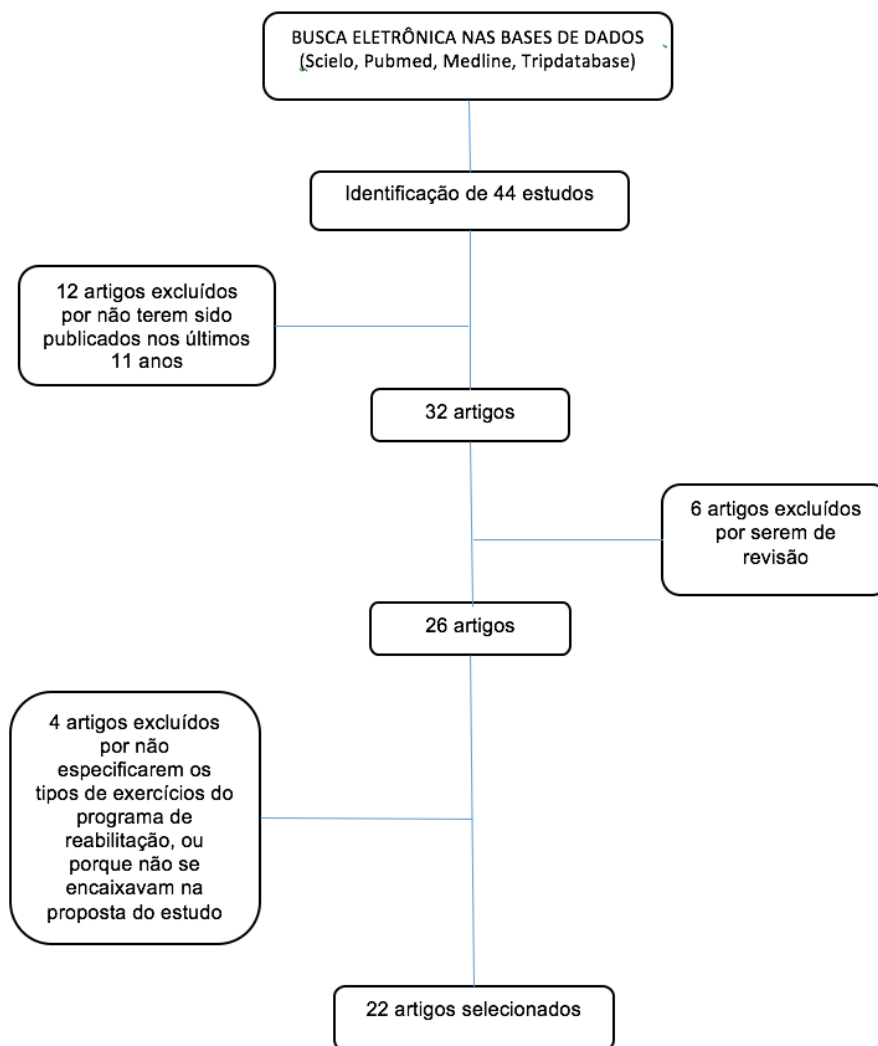 BUSCA ELETRÔNICA NAS BASES DE DADOS
(Scielo, Pubmed, Medline, Tripdatabase)
Identificação de 44 estudos
12 artigos excluídos
por não terem sido
publicados nos últimos
11 anos
32 artigos
6 artigos excluídos
por serem de
revisão
26 artigos
4 artigos excluídos
por não
especificarem os
tipos de exercícios do
programa de
reabilitação, ou
porque não se
encaixavam na
proposta do estudo
22 artigos selecionados